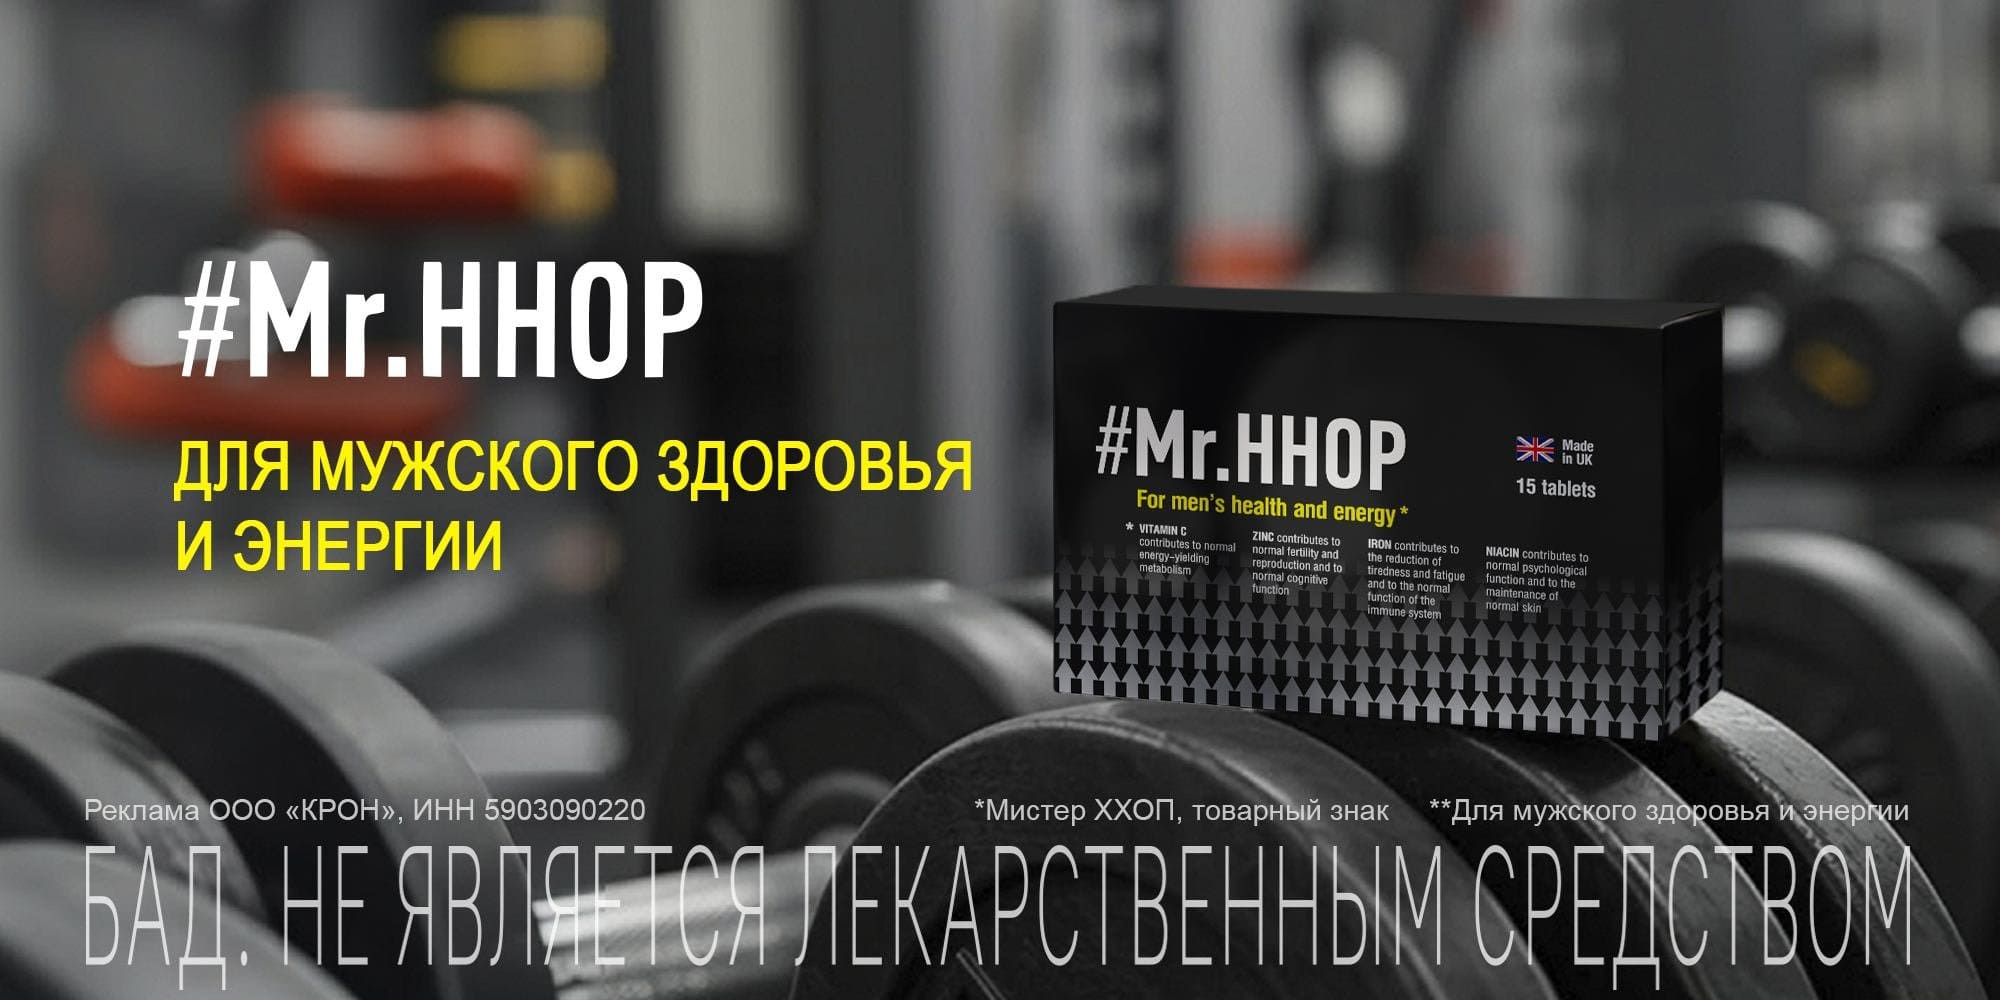 #Mr.HHOP
ДЛЯ МУЖСКОГО ЗДОРОВЬЯ
И ЭНЕРГИИ
#Mr.HHOP
For men's health and energy*
Made
in UK
15 tablets
* VITAMIN C
contributes to normal
energy-yielding
metabolism
ZINC contributes to
normal fertility and
reproduction and to
normal cognitive
function
IRON contributes to
the reduction of
tiredness and fatigue
and to the normal
function of the
immune system
NIACIN contributes to
normal psychological
function and to the
maintenance of
normal skin
Реклама ООО «КРОН», ИНН 5903090220
*Мистер ХХОП, товарный знак
**Для мужского здоровья и энергии
БАД. НЕ ЯВЛЯЕТСЯ ЛЕКАРСТВЕННЫМ СРЕДСТВОМ